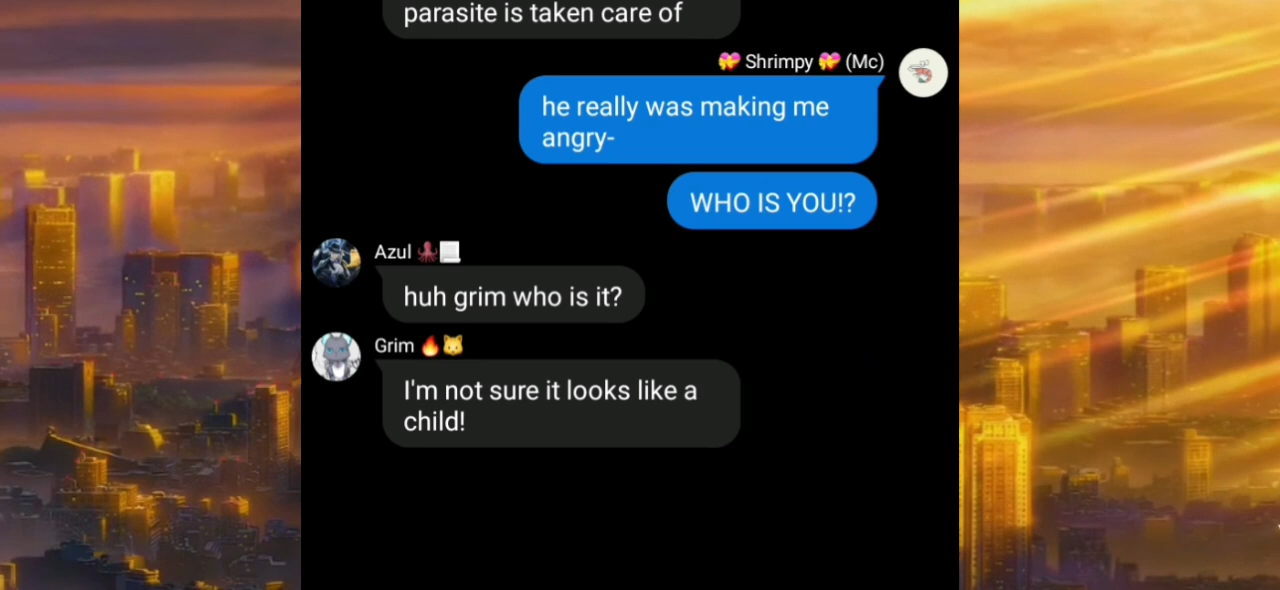 parasite is taken care of
💝 Shrimpy 💝 (Mc)
he really was making me
angry-
WHO IS YOU!?
Azul 🐙📃
huh grim who is it?
Grim 🔥🐱
I'm not sure it looks like a
child!